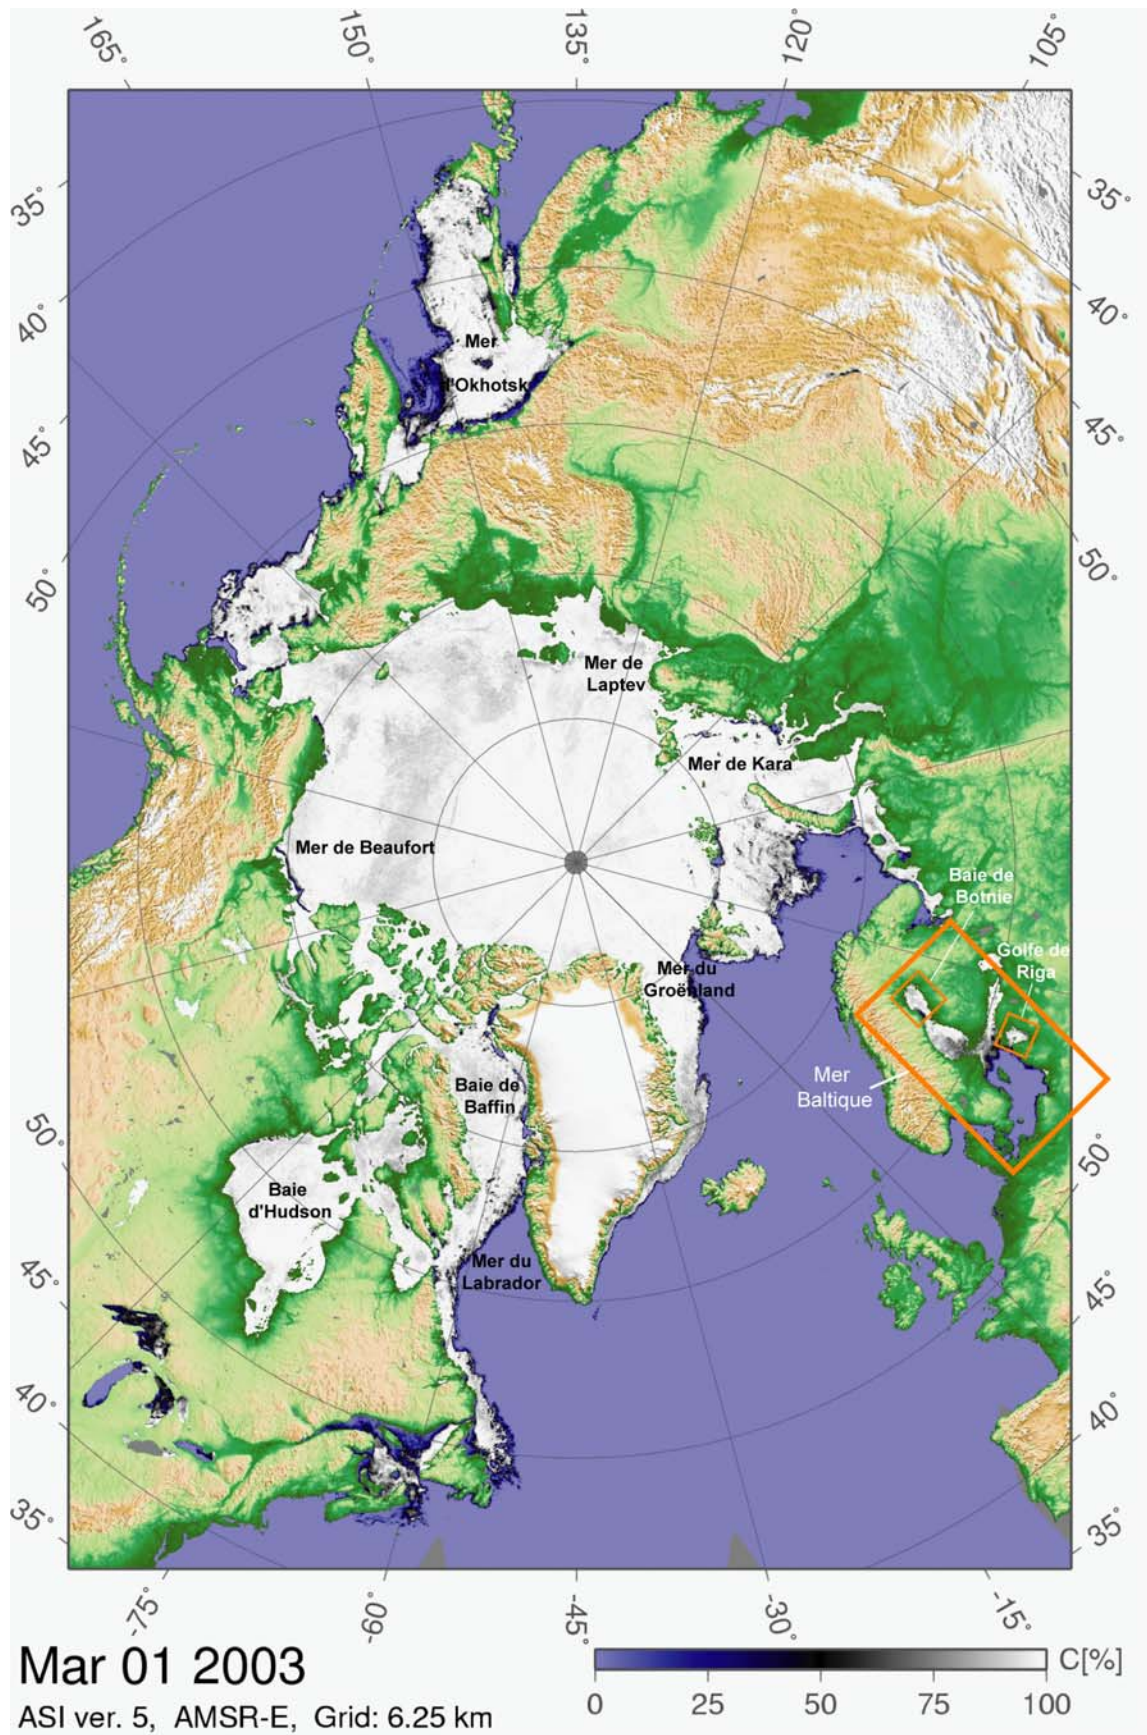 165°
150°
135°
120°
105°
35°
40°
45°
50°
35°
40°
45°
50°
Mer
d'Okhotsk
Mer de
Laptev
Mer de Kara
Mer de Beaufort
Baie de
Botnie
Golfe de
Riga
Mer du
Groënland
Mer
Baltique
Baie de
Baffin
Baie
d'Hudson
Mer du
Labrador
50°
45°
40°
35°
50°
45°
40°
35°
-75°
-60°
-45°
-30°
-15°
Mar 01 2003
ASI ver. 5, AMSR-E, Grid: 6.25 km
C[%]
0 25 50 75 100